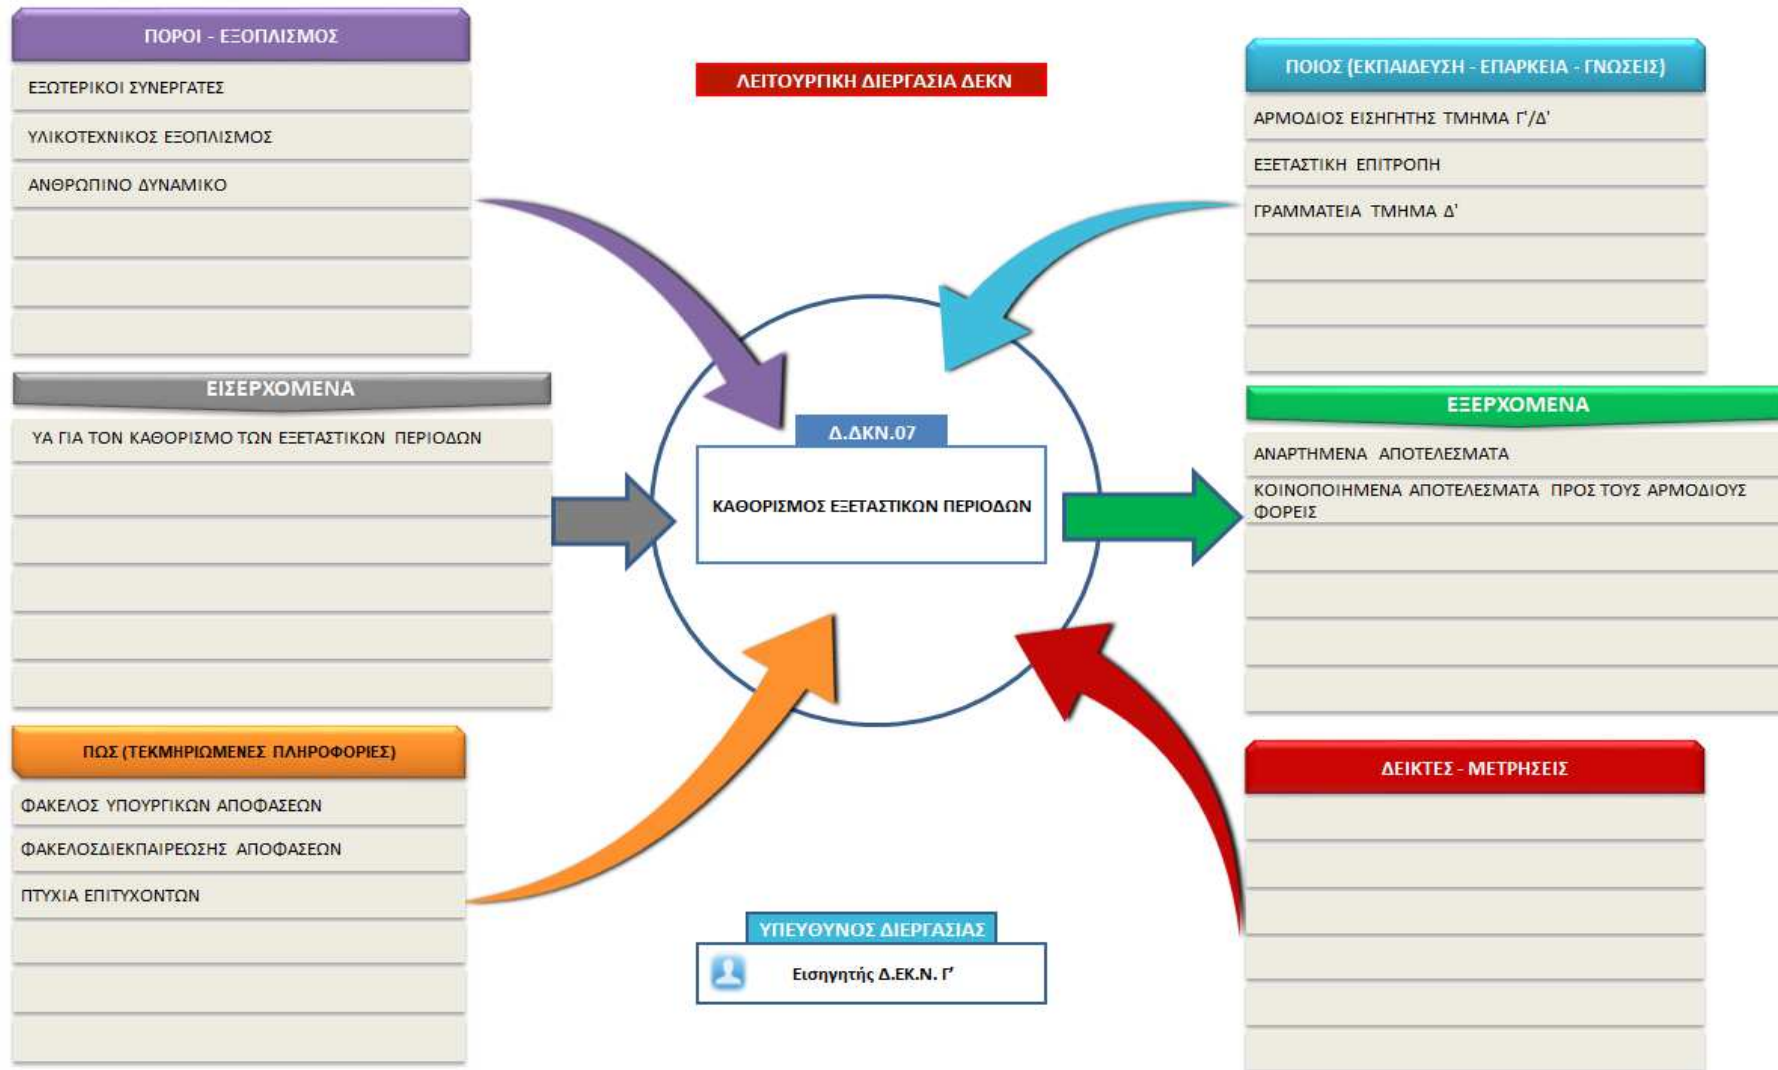 ΠΟΡΟΙ - ΕΞΟΠΛΙΣΜΟΣ
ΕΞΩΤΕΡΙΚΟΙ ΣΥΝΕΡΓΑΤΕΣ
ΥΛΙΚΟΤΕΧΝΙΚΟΣ ΕΞΟΠΛΙΣΜΟΣ
ΑΝΘΡΩΠΙΝΟ ΔΥΝΑΜΙΚΟ
ΛΕΙΤΟΥΡΓΙΚΗ ΔΙΕΡΓΑΣΙΑ ΔΕΚΝ
ΠΟΙΟΣ (ΕΚΠΑΙΔΕΥΣΗ - ΕΠΑΡΚΕΙΑ - ΓΝΩΣΕΙΣ)
ΑΡΜΟΔΙΟΣ ΕΙΣΗΓΗΤΗΣ ΤΜΗΜΑ Γ'/Δ'
ΕΞΕΤΑΣΤΙΚΗ ΕΠΙΤΡΟΠΗ
ΓΡΑΜΜΑΤΕΙΑ ΤΜΗΜΑ Δ'
ΕΙΣΕΡΧΟΜΕΝΑ
ΥΑ ΓΙΑ ΤΟΝ ΚΑΘΟΡΙΣΜΟ ΤΩΝ ΕΞΕΤΑΣΤΙΚΩΝ ΠΕΡΙΟΔΩΝ
Δ.ΔΚΝ.07
ΚΑΘΟΡΙΣΜΟΣ ΕΞΕΤΑΣΤΙΚΩΝ ΠΕΡΙΟΔΩΝ
ΕΞΕΡΧΟΜΕΝΑ
ΑΝΑΡΤΗΜΕΝΑ ΑΠΟΤΕΛΕΣΜΑΤΑ
ΚΟΙΝΟΠΟΙΗΜΕΝΑ ΑΠΟΤΕΛΕΣΜΑΤΑ ΠΡΟΣ ΤΟΥΣ ΑΡΜΟΔΙΟΥΣ
ΦΟΡΕΙΣ
ΠΩΣ (ΤΕΚΜΗΡΙΩΜΕΝΕΣ ΠΛΗΡΟΦΟΡΙΕΣ)
ΦΑΚΕΛΟΣ ΥΠΟΥΡΓΙΚΩΝ ΑΠΟΦΑΣΕΩΝ
ΦΑΚΕΛΟΣΔΙΕΚΠΑΙΡΕΩΣΗΣ ΑΠΟΦΑΣΕΩΝ
ΠΤΥΧΙΑ ΕΠΙΤΥΧΟΝΤΩΝ
ΔΕΙΚΤΕΣ - ΜΕΤΡΗΣΕΙΣ
ΥΠΕΥΘΥΝΟΣ ΔΙΕΡΓΑΣΙΑΣ
Εισηγητής Δ.ΕΚ.Ν. Γ’